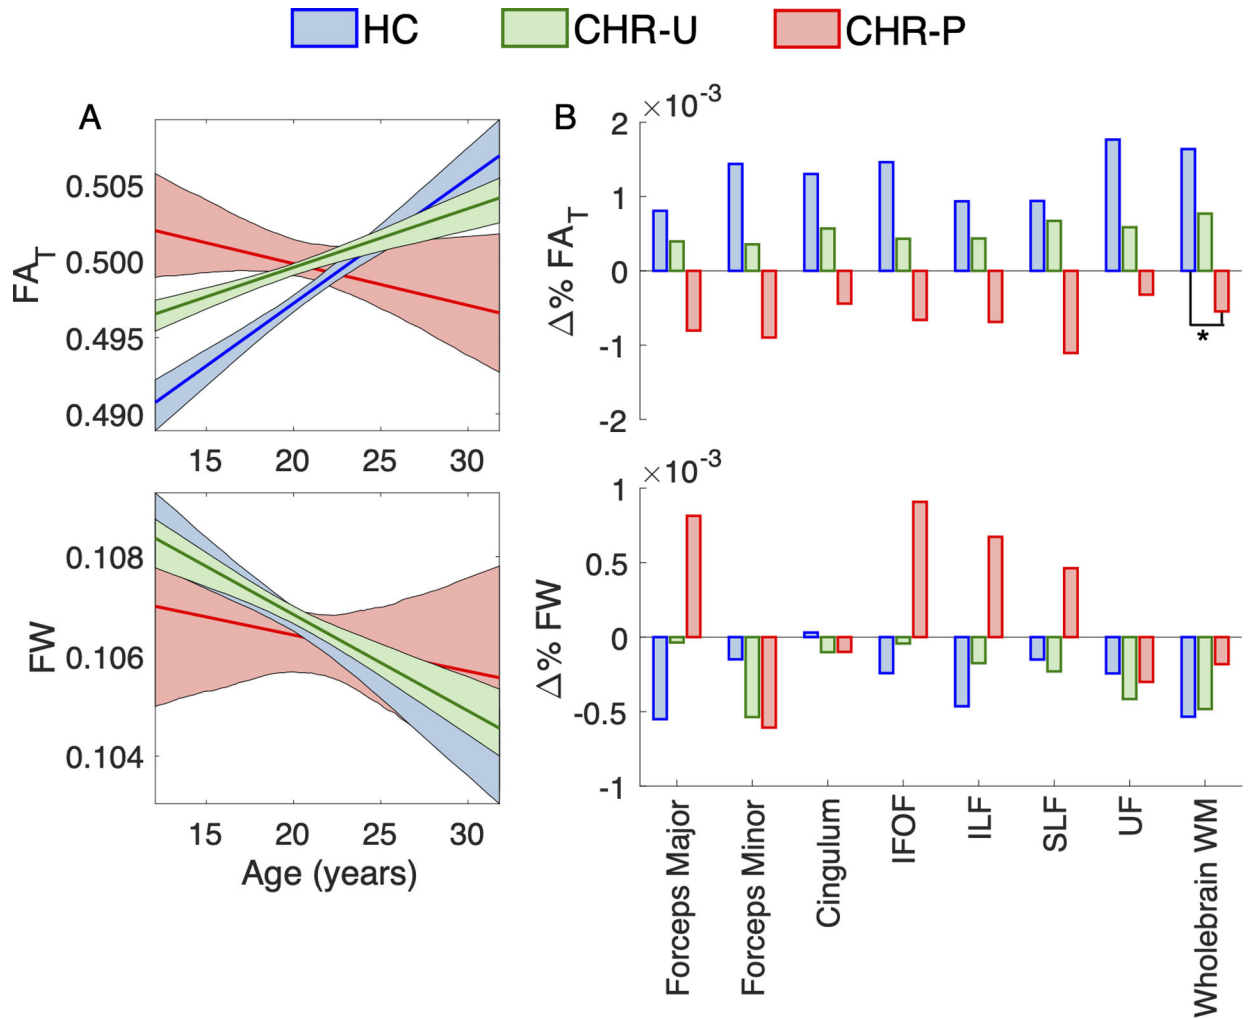 HC CHR-U CHR-P
A
FA_T
0.505
0.500
0.495
0.490
15 20 25 30
FW
0.108
0.106
0.104
15 20 25 30
Age (years)
B
×10⁻³
Δ% FA_T
2
1
0
-1
-2
*
×10⁻³
Δ% FW
1
0.5
0
-0.5
-1
Forceps Major
Forceps Minor
Cingulum
IFOF
ILF
SLF
UF
Wholebrain WM